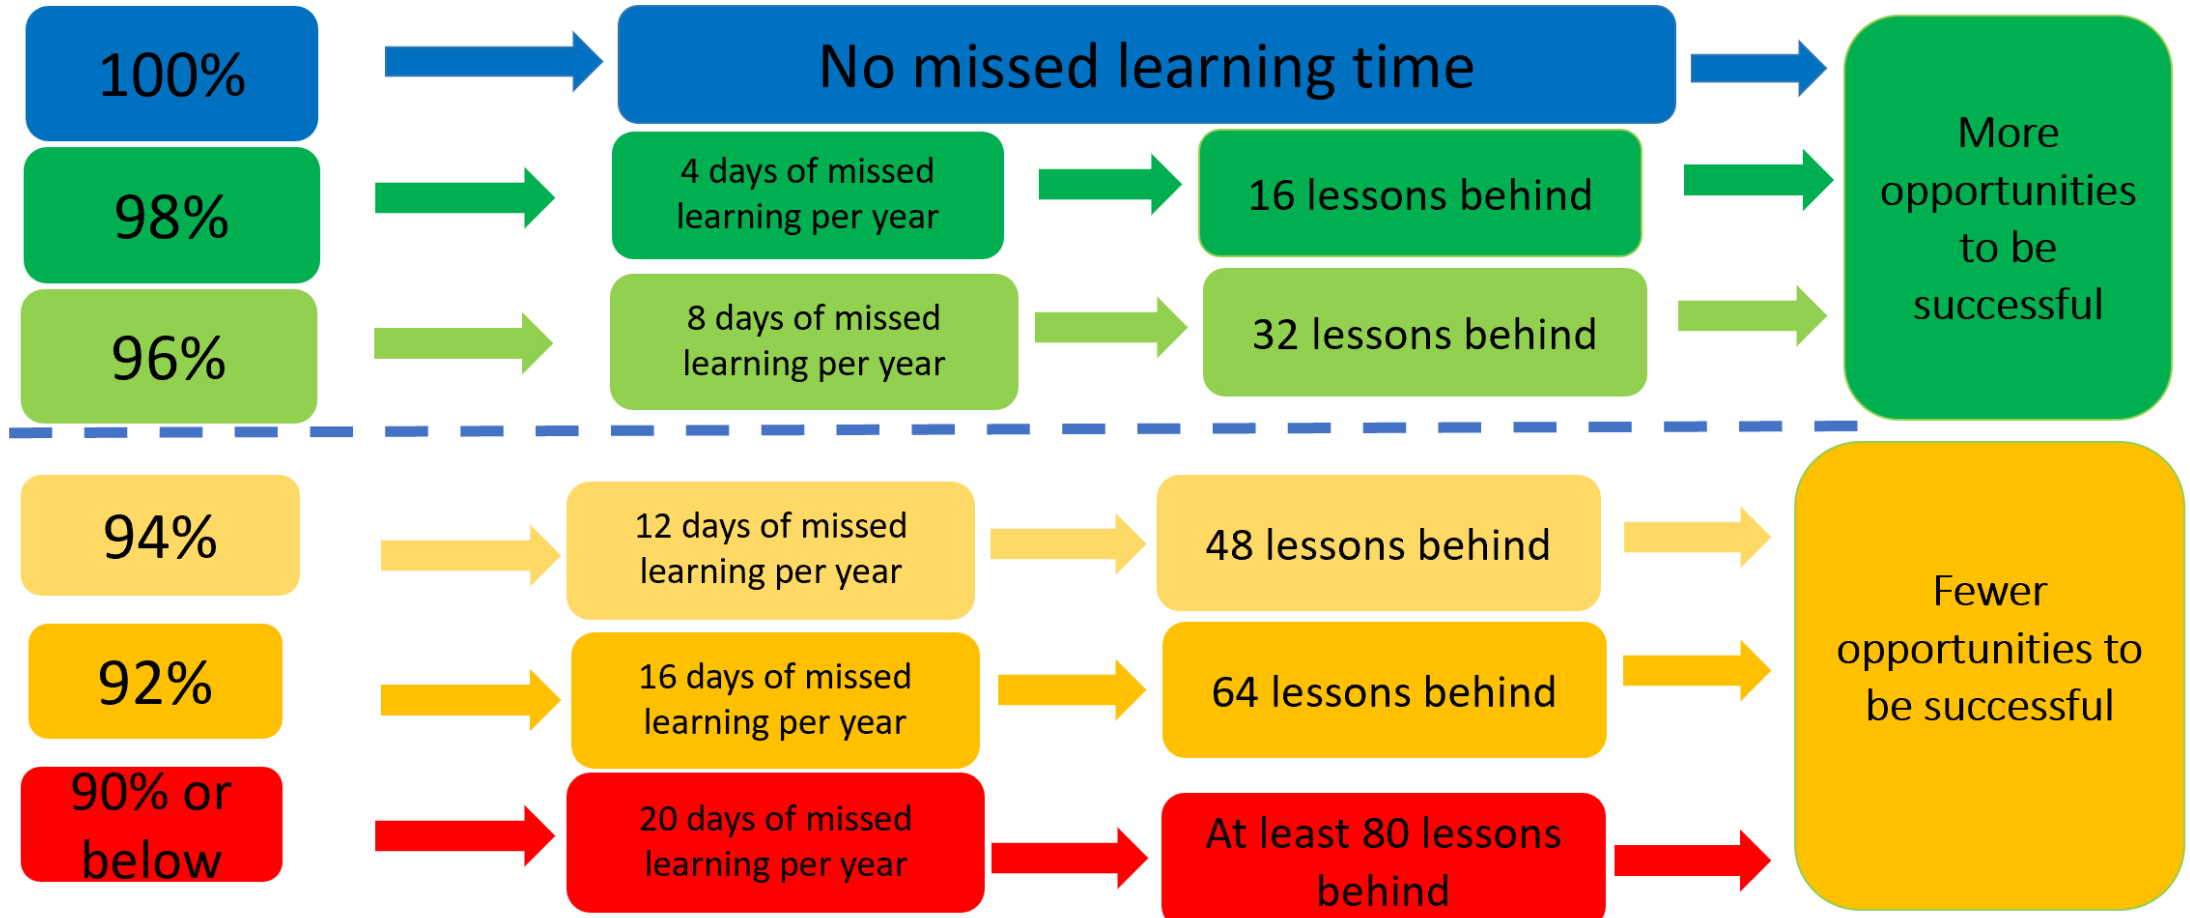 100%
No missed learning time
98%
4 days of missed
learning per year
16 lessons behind
96%
8 days of missed
learning per year
32 lessons behind
More
opportunities
to be
successful
94%
12 days of missed
learning per year
48 lessons behind
92%
16 days of missed
learning per year
64 lessons behind
90% or
below
20 days of missed
learning per year
At least 80 lessons
behind
Fewer
opportunities to
be successful